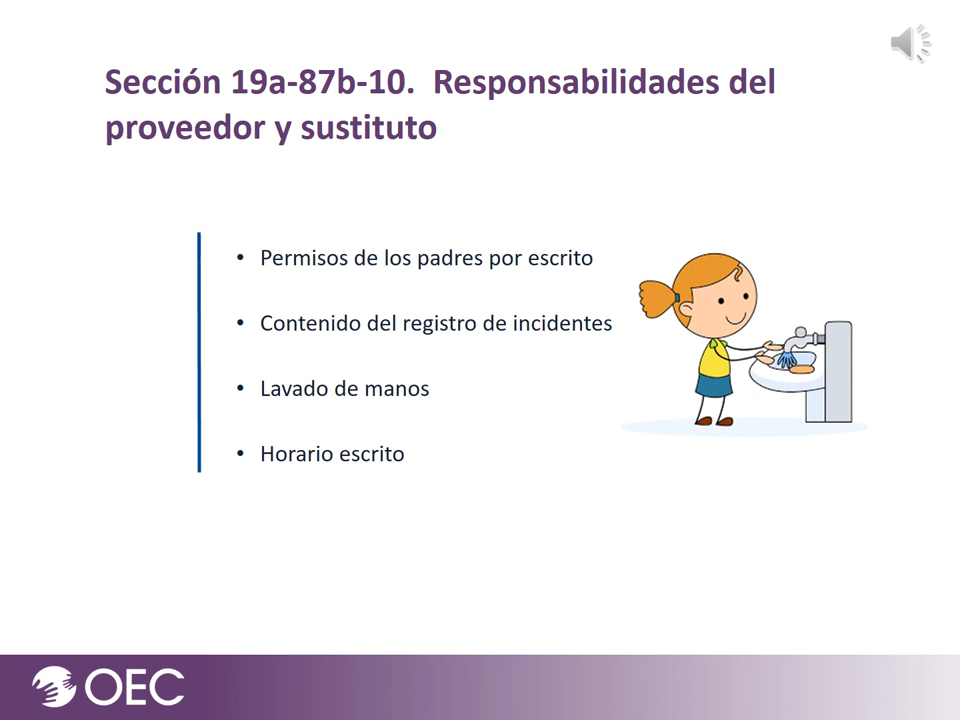 Sección 19a-87b-10. Responsabilidades del
proveedor y sustituto
• Permisos de los padres por escrito
• Contenido del registro de incidentes
• Lavado de manos
• Horario escrito
OEC